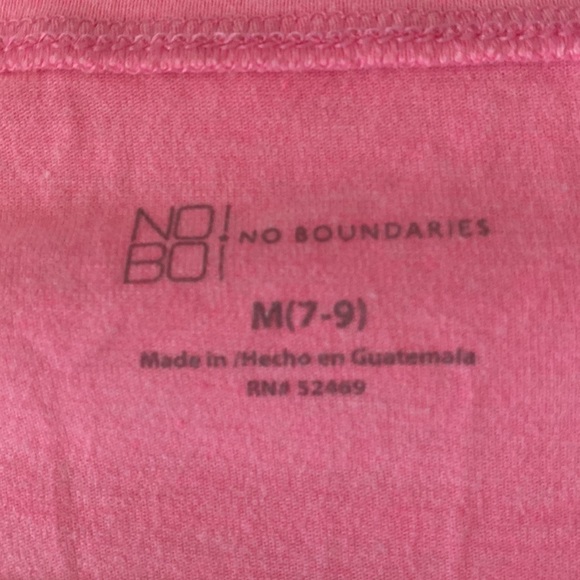 NO!
BO!
NO BOUNDARIES
M(7-9)
Made in /Hecho en Guatemala
RN# 52469